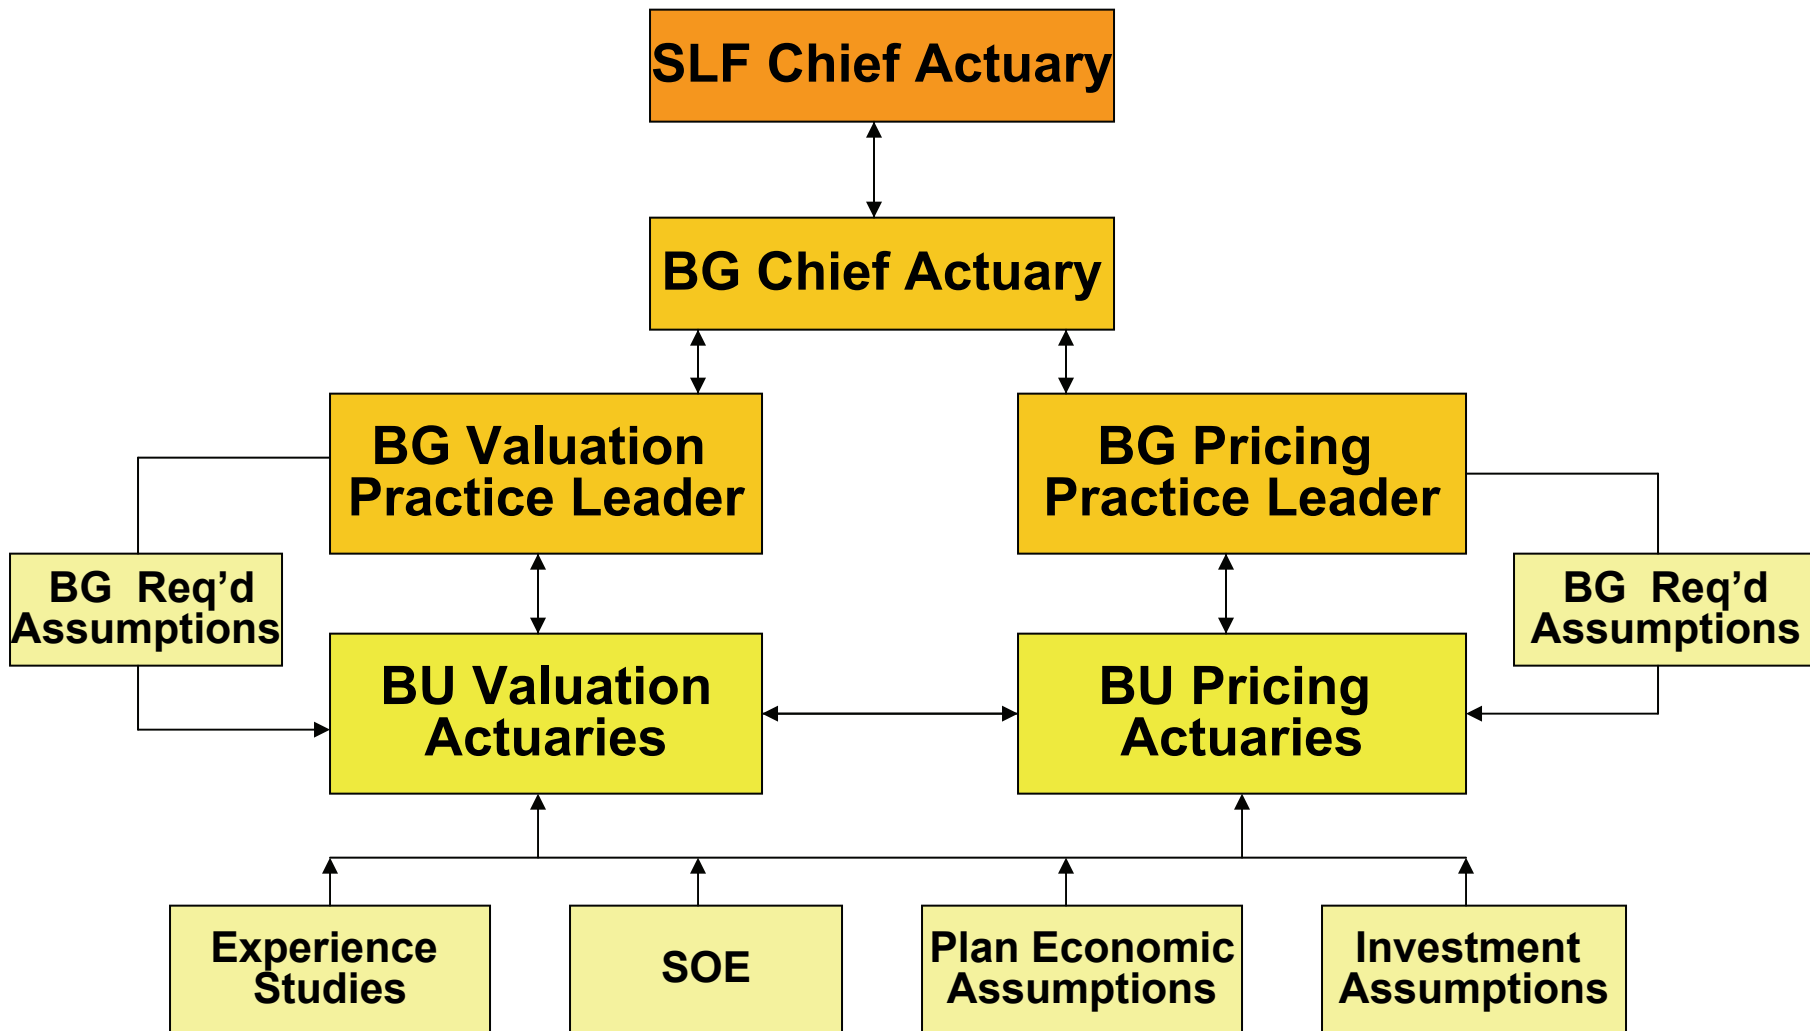 SLF Chief Actuary
BG Chief Actuary
BG Valuation
Practice Leader
BG Pricing
Practice Leader
BG Req’d
Assumptions
BG Req’d
Assumptions
BU Valuation
Actuaries
BU Pricing
Actuaries
Experience
Studies
SOE
Plan Economic
Assumptions
Investment
Assumptions